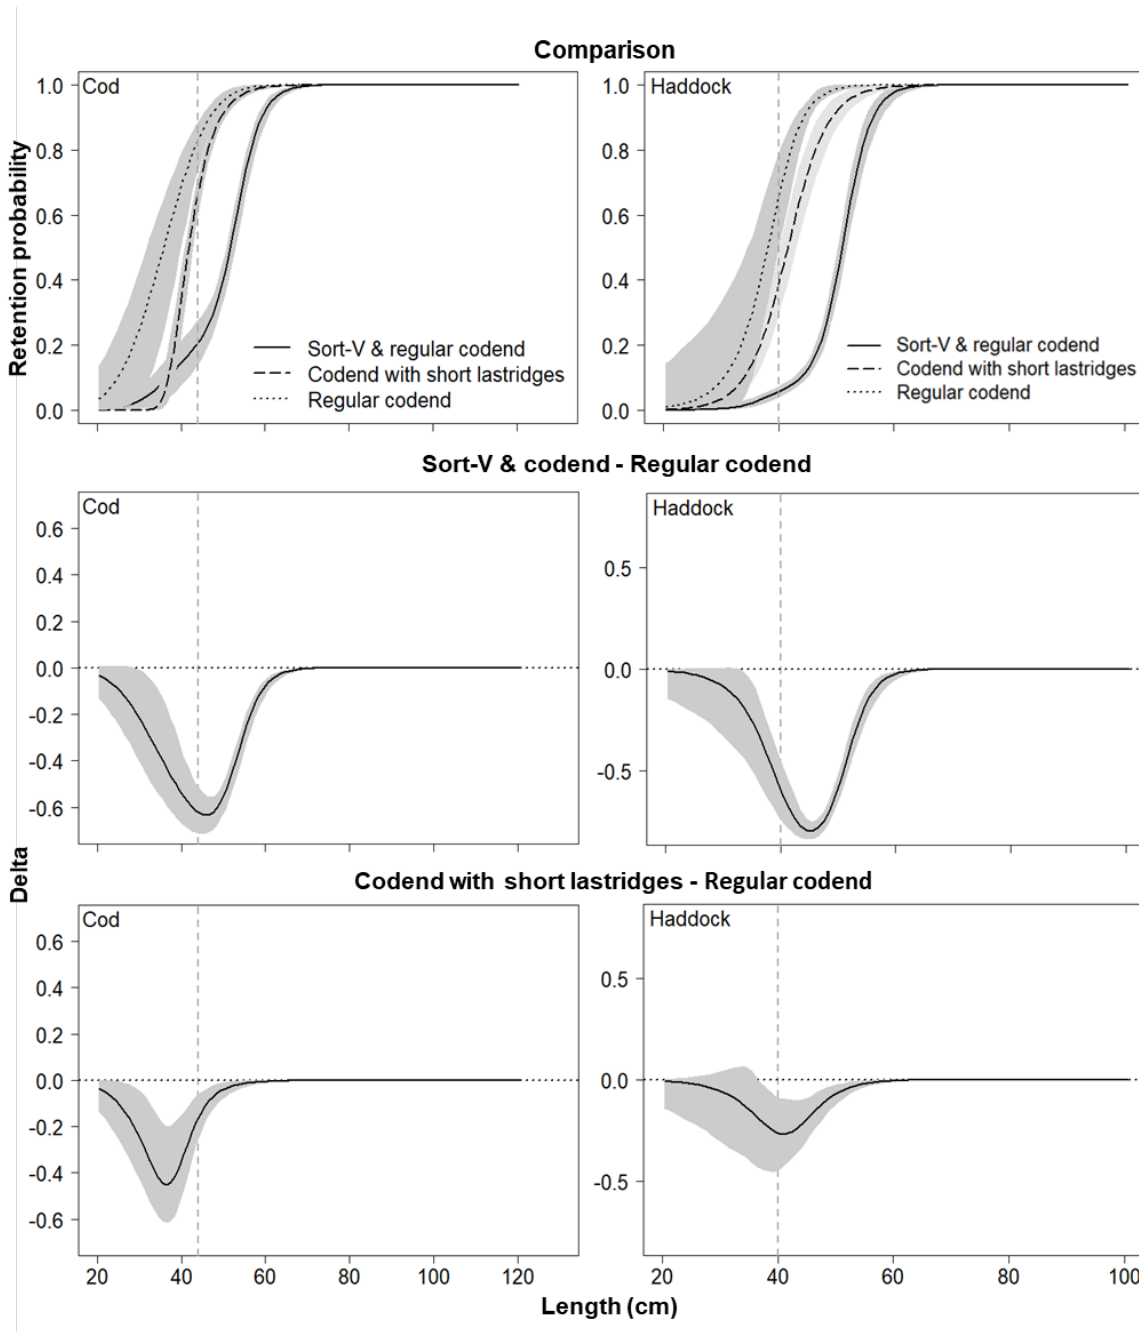 Comparison
Retention probability
Cod
1.0
0.8
0.6
0.4
0.2
0.0
Sort-V & regular codend
Codend with short lastridges
Regular codend
Haddock
1.0
0.8
0.6
0.4
0.2
0.0
Sort-V & regular codend
Codend with short lastridges
Regular codend
Sort-V & codend - Regular codend
Delta
Cod
0.6
0.4
0.2
0.0
-0.2
-0.4
-0.6
Haddock
0.5
0.0
-0.5
Codend with short lastridges - Regular codend
Cod
0.6
0.4
0.2
0.0
-0.2
-0.4
-0.6
20 40 60 80 100 120
Haddock
0.5
0.0
-0.5
20 40 60 80 100
Length (cm)